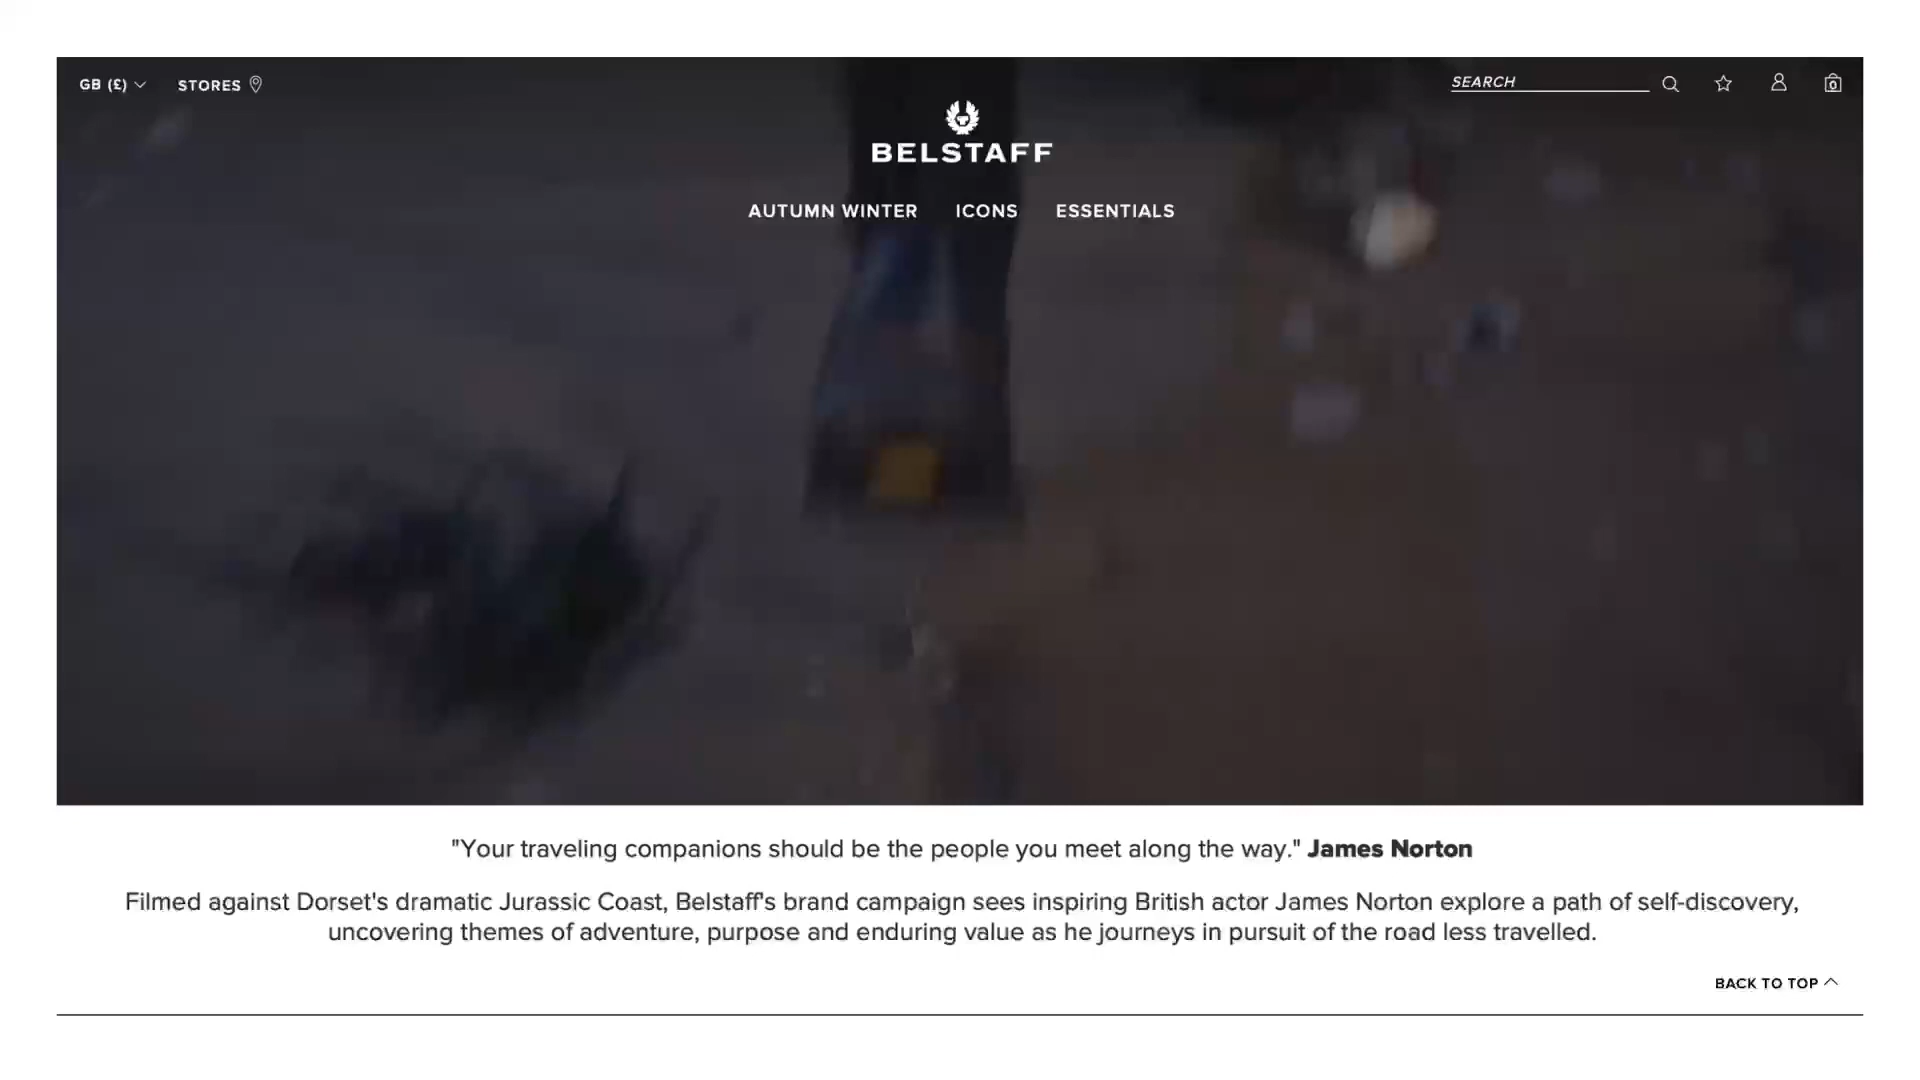 GB (£)
STORES
SEARCH
0
BELSTAFF
AUTUMN WINTER ICONS ESSENTIALS
"Your traveling companions should be the people you meet along the way." James Norton
Filmed against Dorset's dramatic Jurassic Coast, Belstaff's brand campaign sees inspiring British actor James Norton explore a path of self-discovery,
uncovering themes of adventure, purpose and enduring value as he journeys in pursuit of the road less travelled.
BACK TO TOP